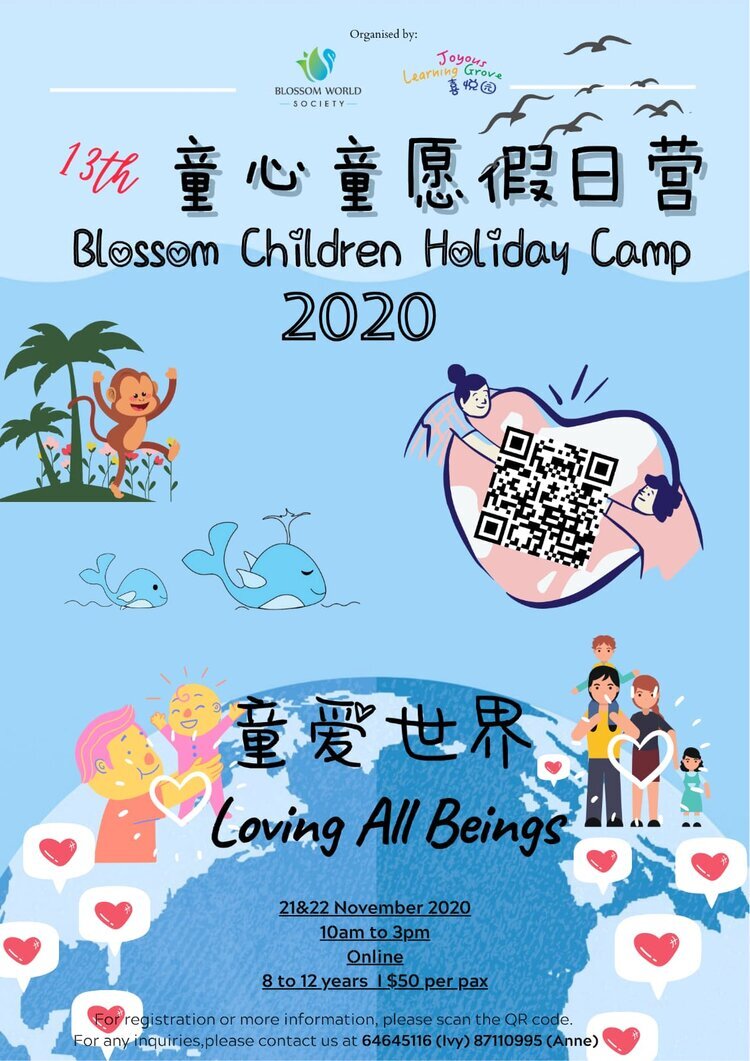 Organised by:
BLOSSOM WORLD
SOCIETY
Joyous
Learning Grove
喜悦园
13th 童心童愿假日营
Blossom Children Holiday Camp
2020
童爱世界
Loving All Beings
21&22 November 2020
10am to 3pm
Online
8 to 12 years I $50 per pax
For registration or more information, please scan the QR code.
For any inquiries,please contact us at 64645116 (Ivy) 87110995 (Anne)